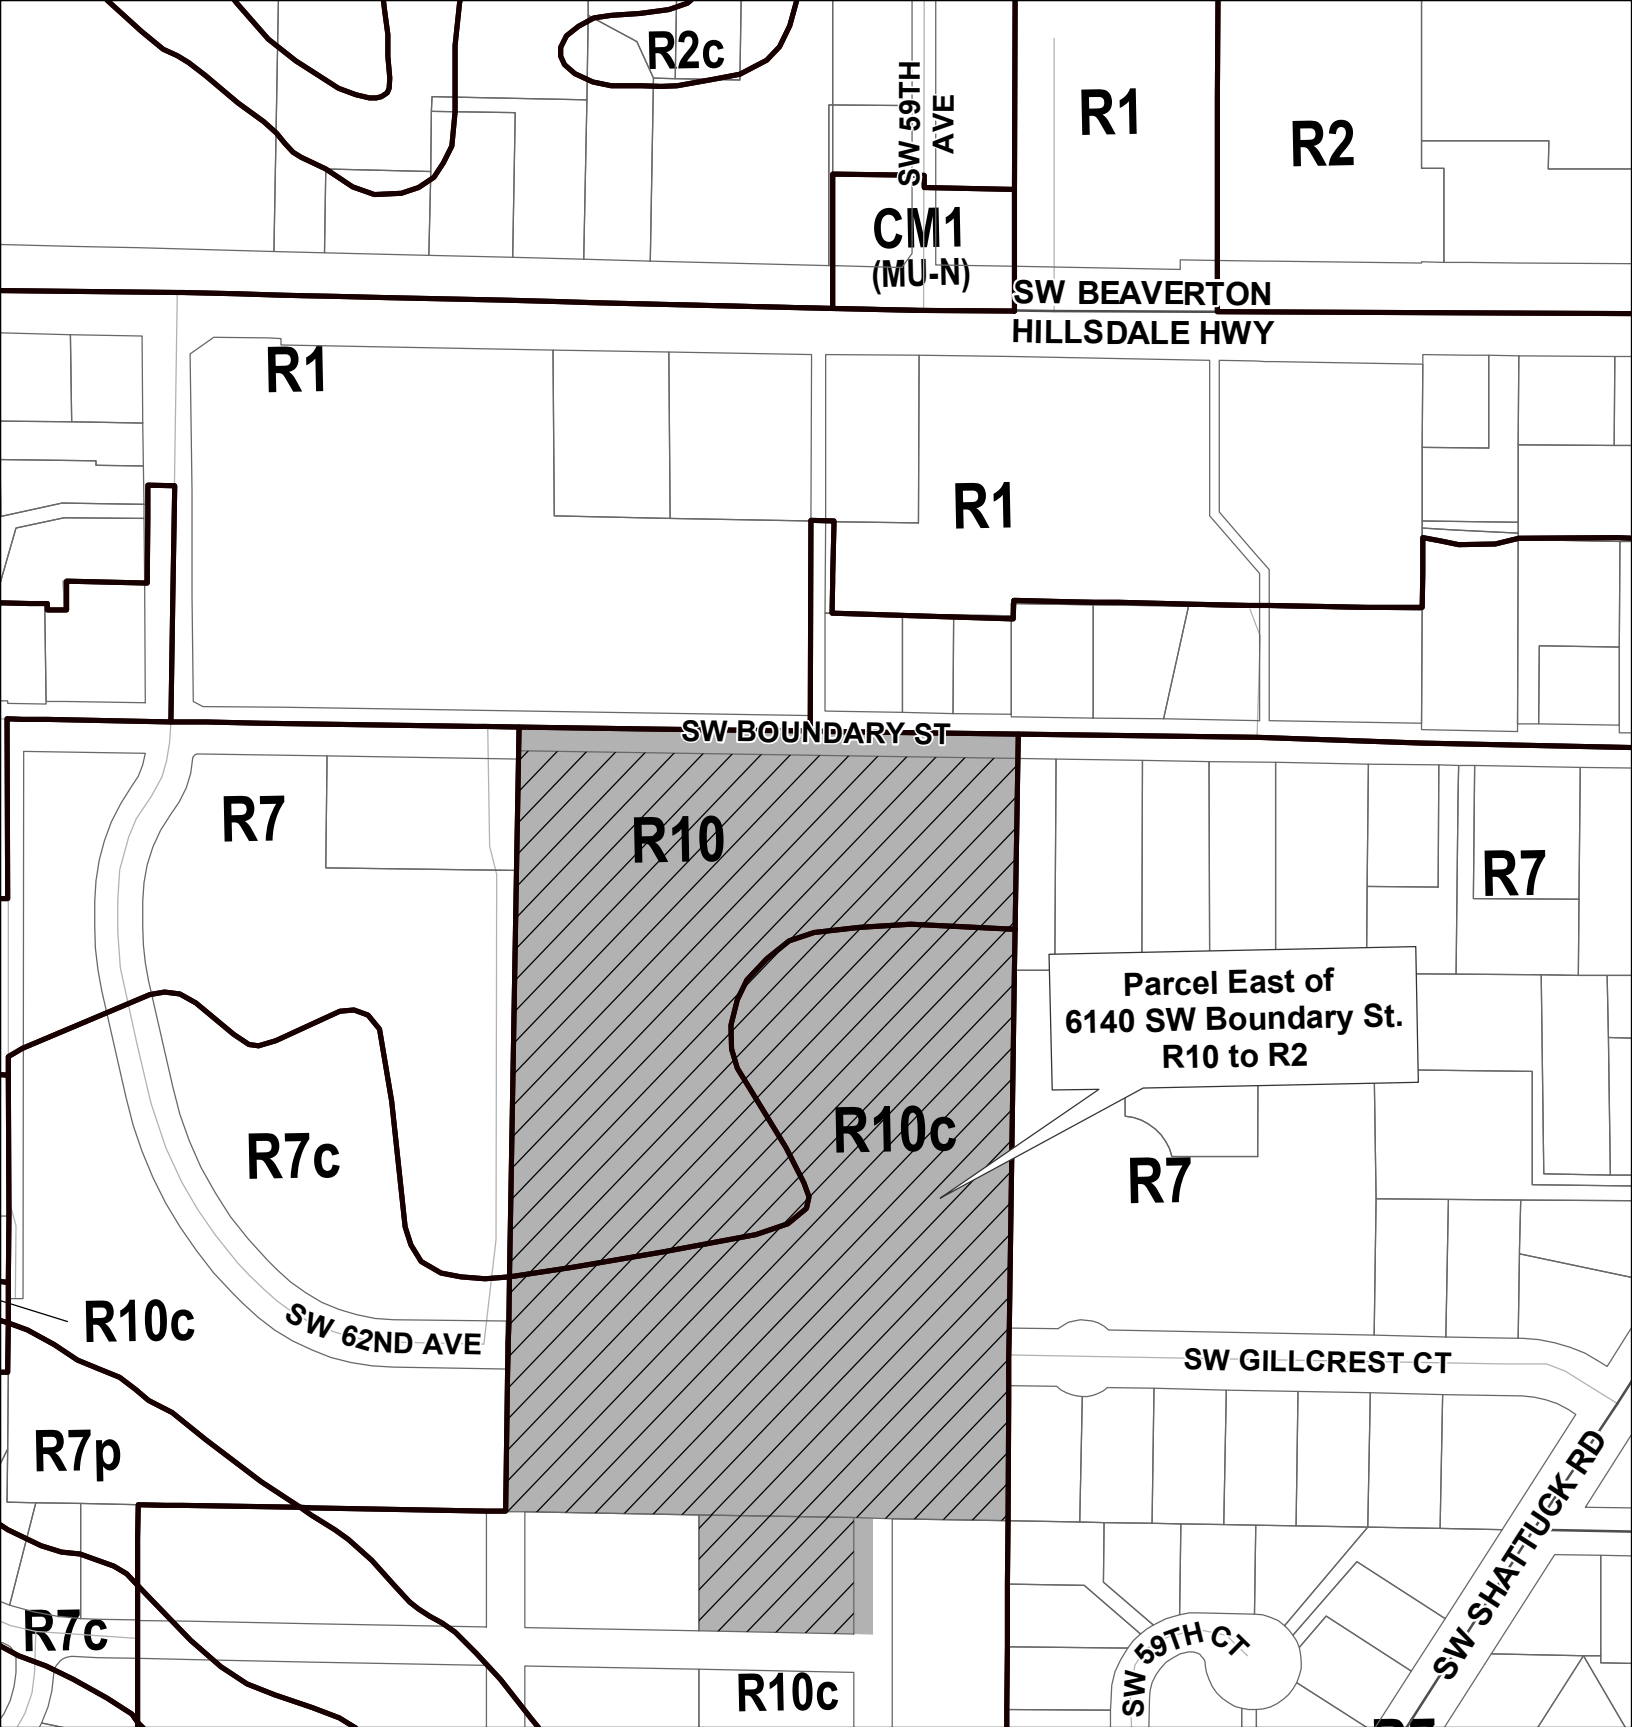 R2c
SW 59TH
AVE
R1
R2
CM1
(MU-N)
SW BEAVERTON
HILLSDALE HWY
R1
R1
SW BOUNDARY ST
R7
R10
R7
Parcel East of
6140 SW Boundary St.
R10 to R2
R10c
R7c
R7
R10c
SW 62ND AVE
SW GILLCREST CT
R7p
SW SHATTUCK RD
R7c
SW 59TH CT
R10c